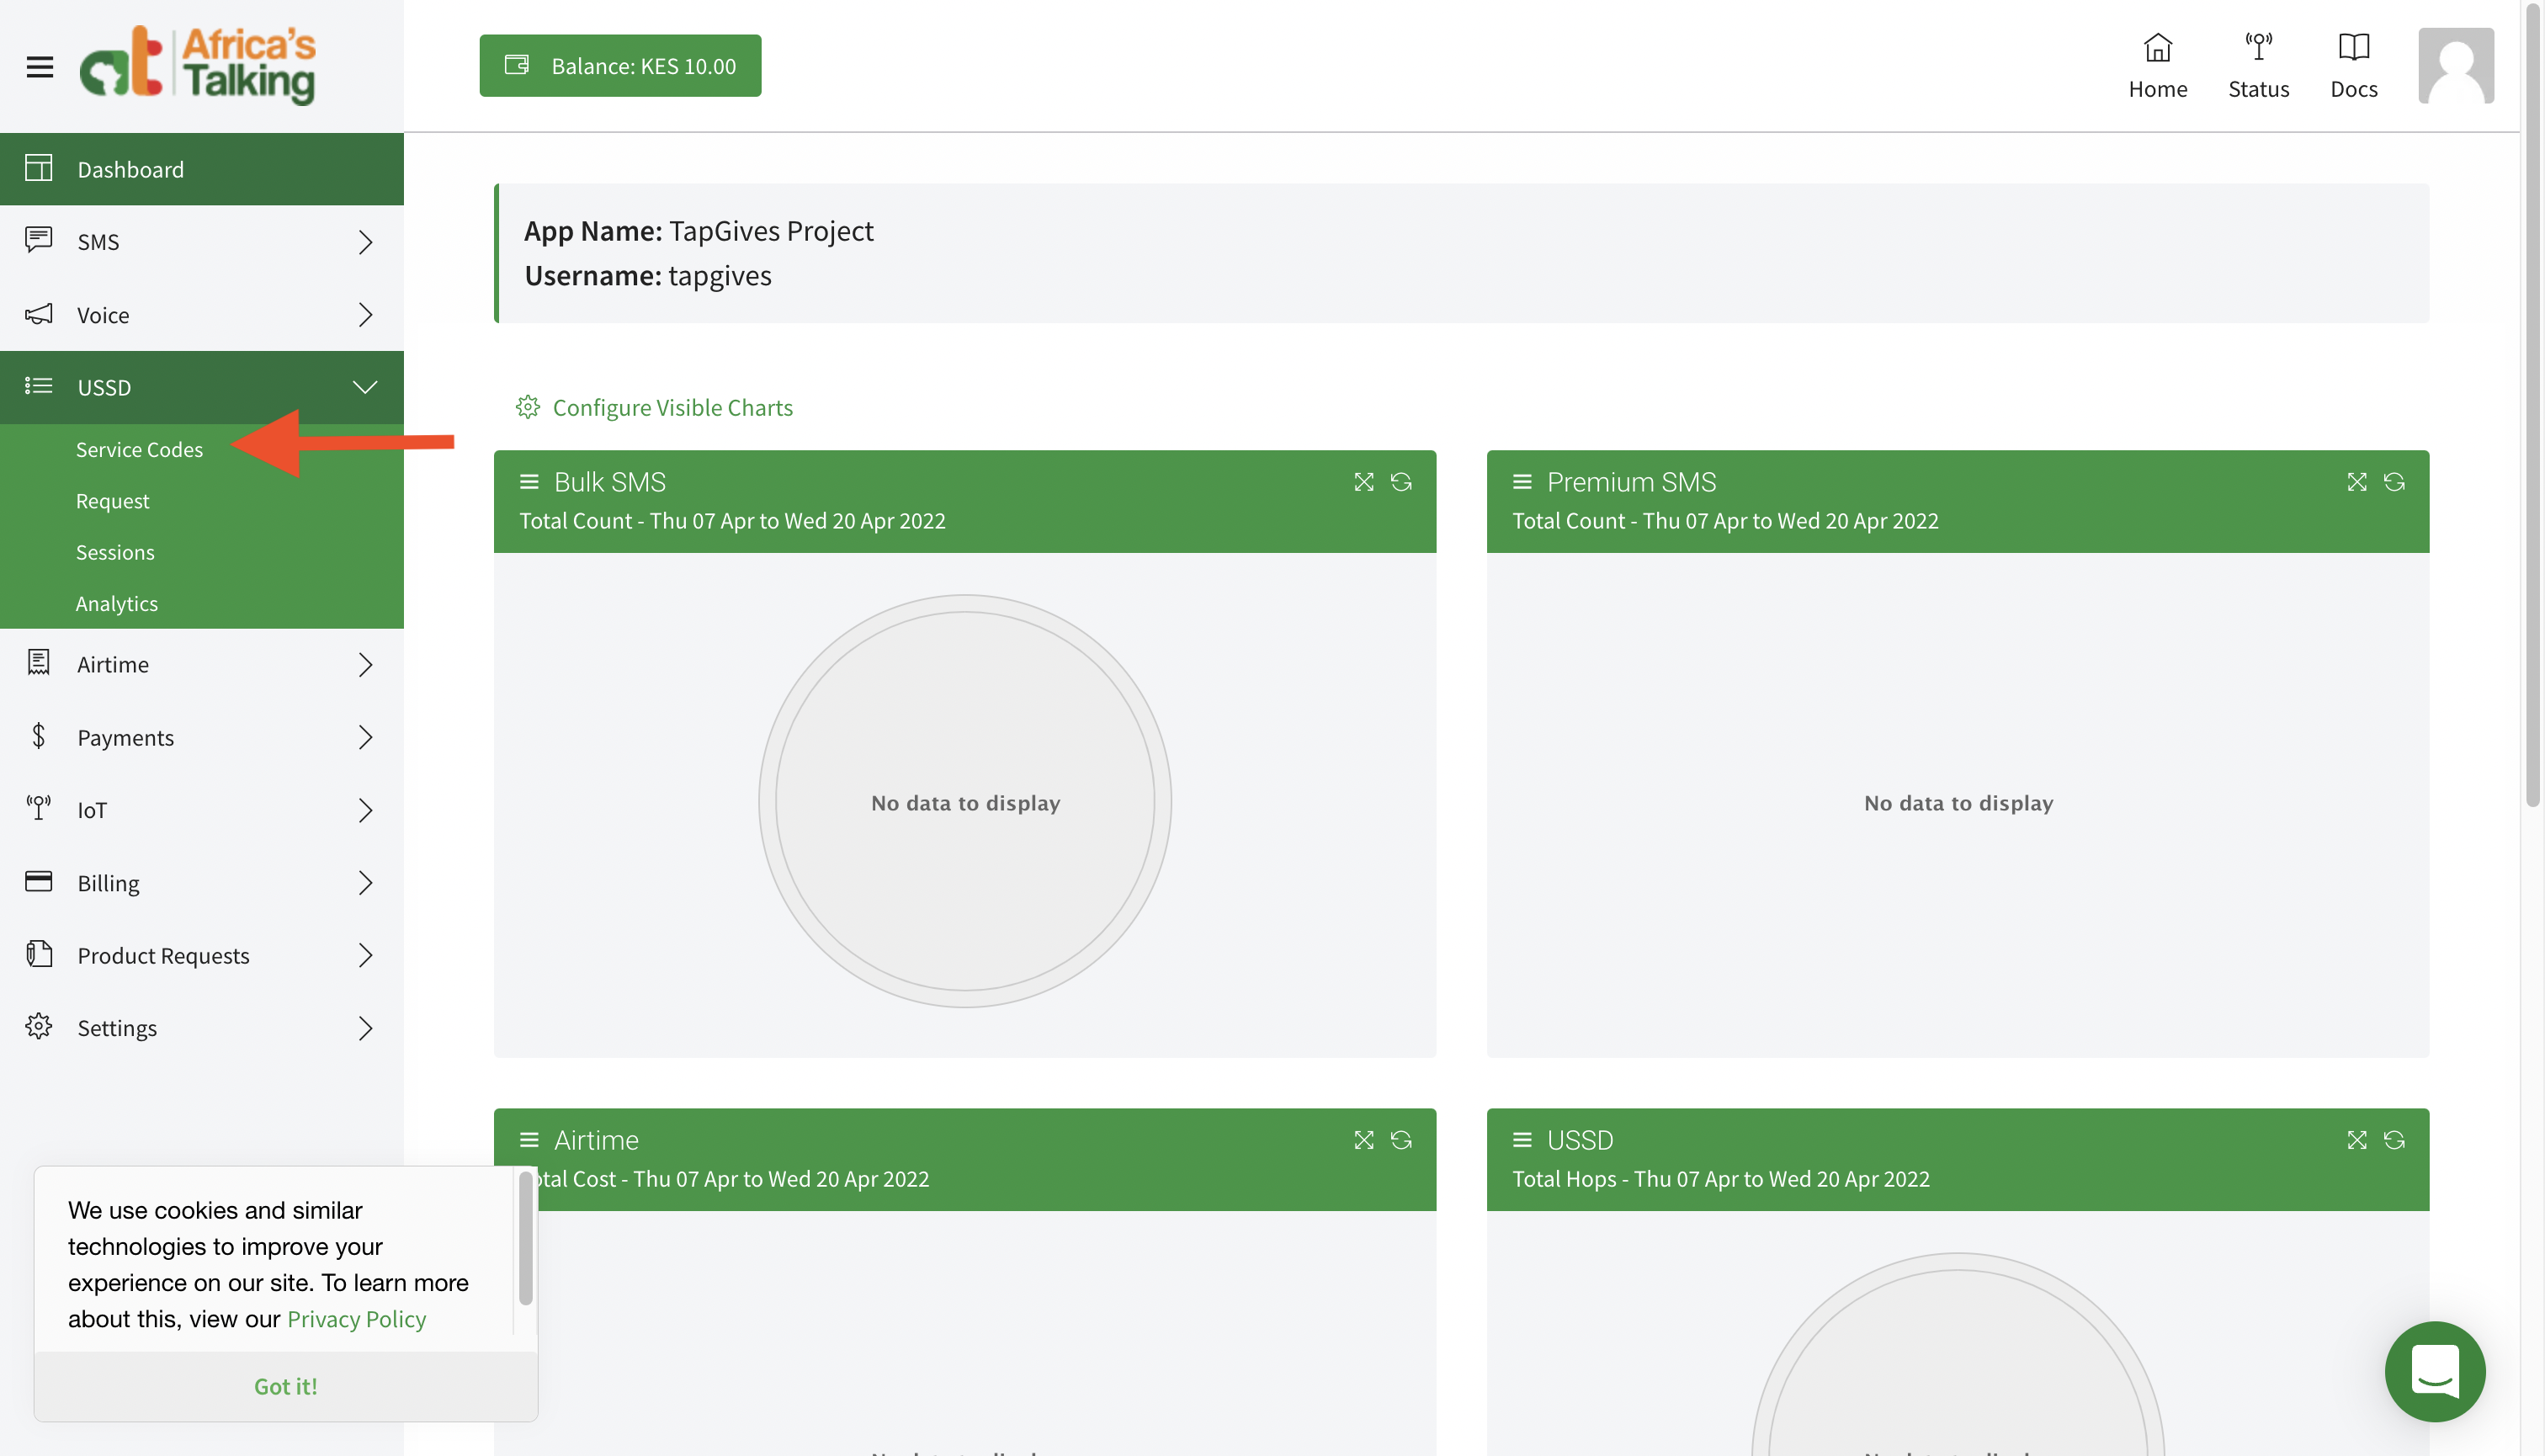 at Africa's
Talking
Balance: KES 10.00
Home
Status
Docs
Dashboard
SMS
Voice
USSD
Service Codes
Request
Sessions
Analytics
Airtime
Payments
IoT
Billing
Product Requests
Settings
App Name: TapGives Project
Username: tapgives
Configure Visible Charts
Bulk SMS
Total Count - Thu 07 Apr to Wed 20 Apr 2022
No data to display
Premium SMS
Total Count - Thu 07 Apr to Wed 20 Apr 2022
No data to display
Airtime
otal Cost - Thu 07 Apr to Wed 20 Apr 2022
USSD
Total Hops - Thu 07 Apr to Wed 20 Apr 2022
We use cookies and similar
technologies to improve your
experience on our site. To learn more
about this, view our Privacy Policy
Got it!